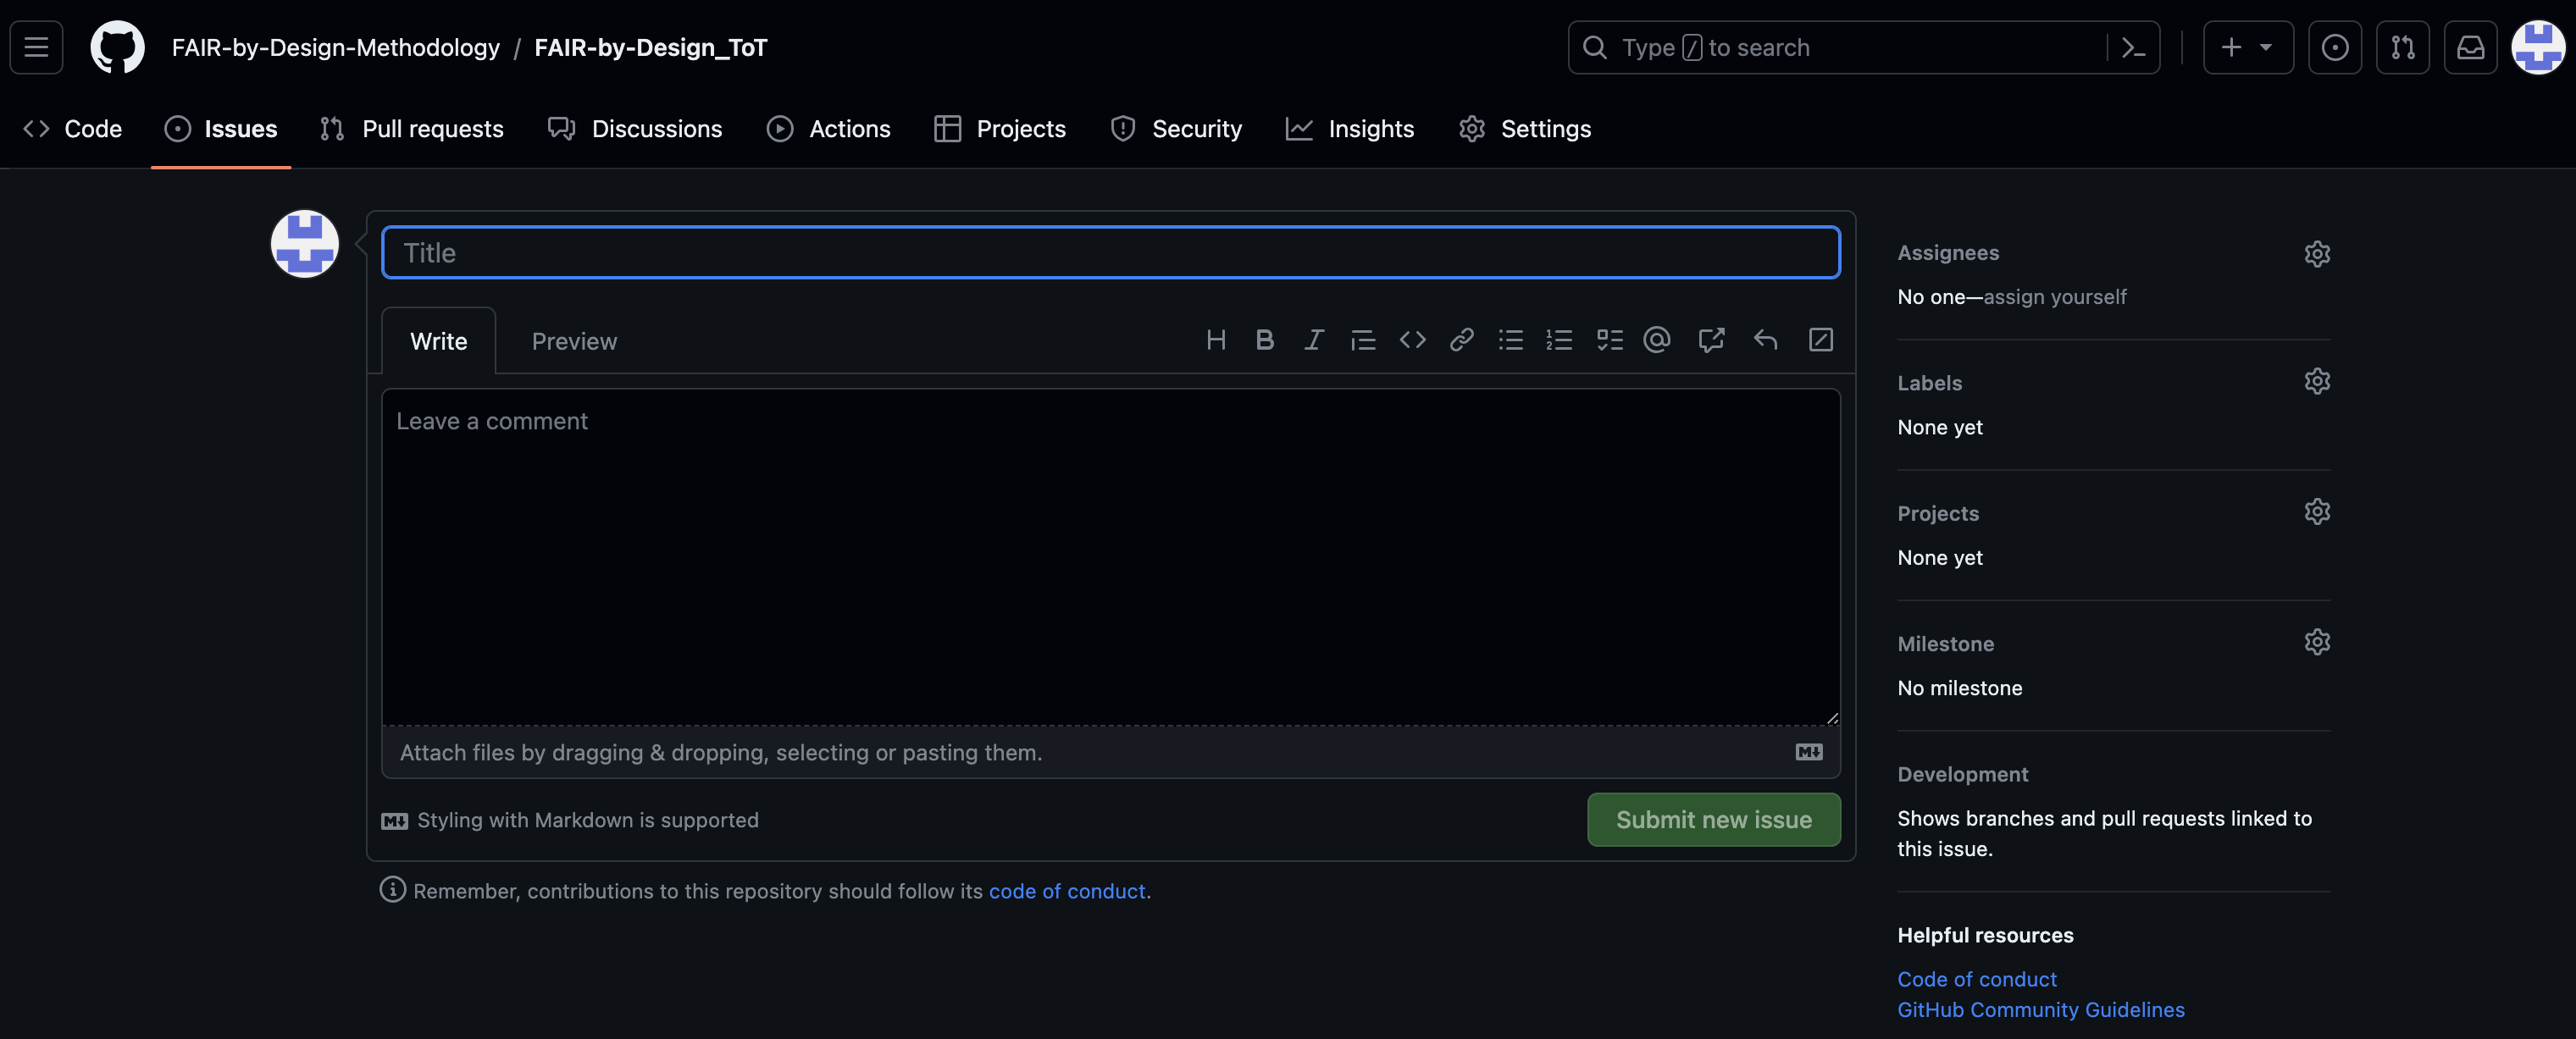 FAIR-by-Design-Methodology / FAIR-by-Design_ToT
Type / to search
Code Issues Pull requests Discussions Actions Projects Security Insights Settings
Title
Write Preview
Leave a comment
Attach files by dragging & dropping, selecting or pasting them.
Styling with Markdown is supported
Submit new issue
Remember, contributions to this repository should follow its code of conduct.
Assignees
No one—assign yourself
Labels
None yet
Projects
None yet
Milestone
No milestone
Development
Shows branches and pull requests linked to
this issue.
Helpful resources
Code of conduct
GitHub Community Guidelines